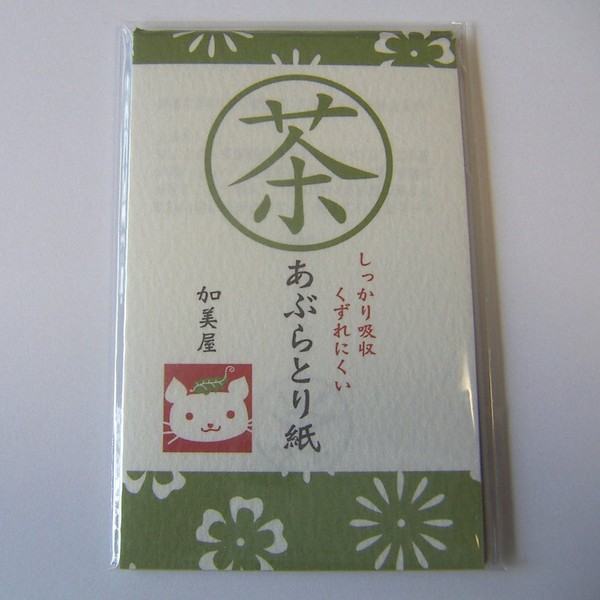 茶
しっかり吸収
くずれにくい
あぶらとり紙
加美屋